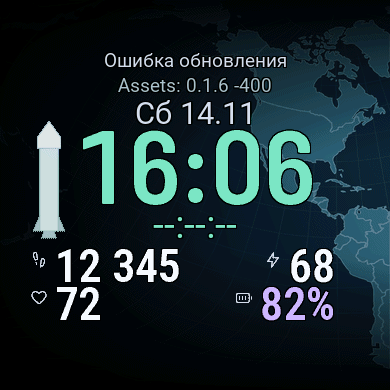 Ошибка обновления
Assets: 0.1.6 -400
Сб 14.11
16:06
--:--:--
12 345 68
72 82%